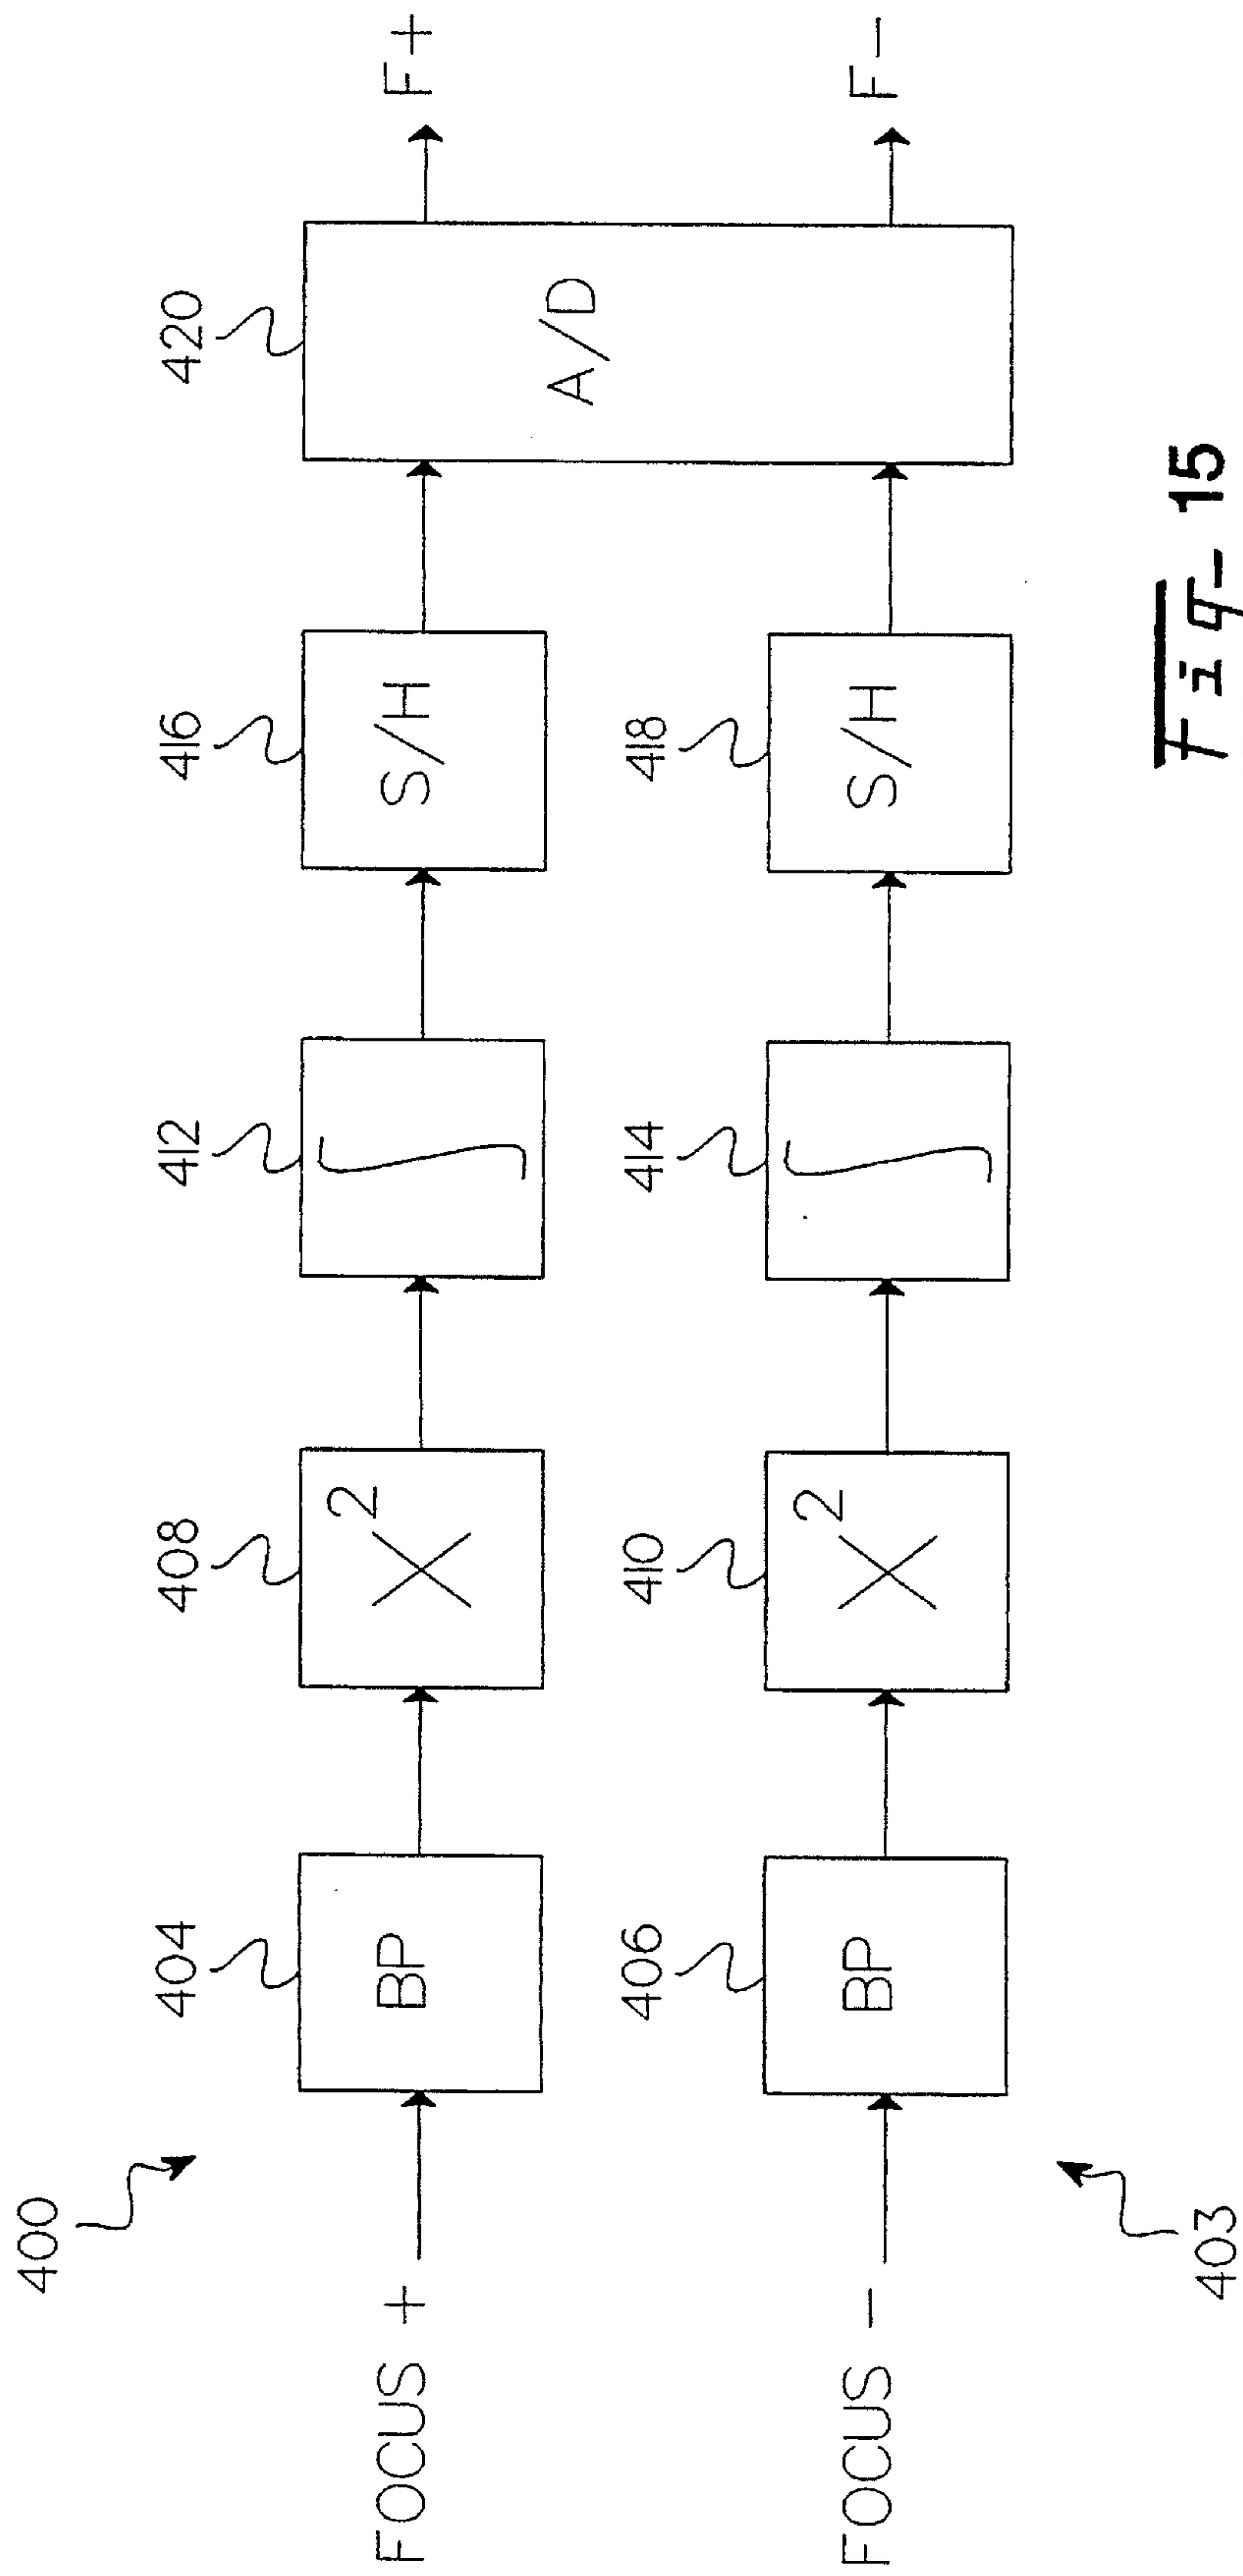 400
404
408
412
416
420
FOCUS +
BP
X²
∫
S/H
A/D
F+
406
410
414
418
FOCUS −
BP
X²
∫
S/H
F−
403
Fig- 15